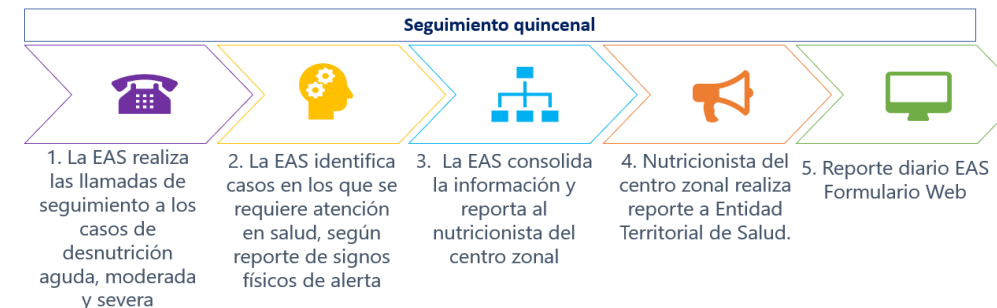 Seguimiento quincenal
1. La EAS realiza
las llamadas de
seguimiento a los
casos de
desnutrición
aguda, moderada
y severa
2. La EAS identifica
casos en los que se
requiere atención
en salud, según
reporte de signos
físicos de alerta
3. La EAS consolida
la información y
reporta al
nutricionista del
centro zonal
4. Nutricionista del
centro zonal realiza
reporte a Entidad
Territorial de Salud.
5. Reporte diario EAS
Formulario Web